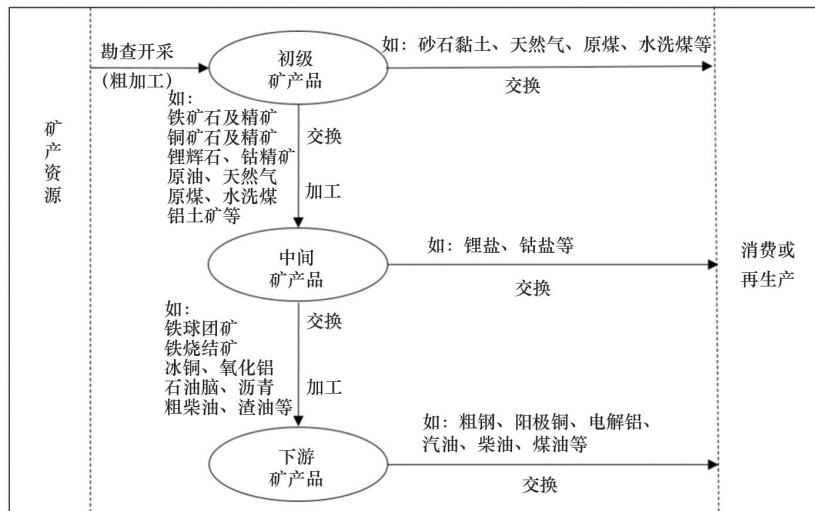 勘查开采
(粗加工)
初级
矿产品
如：砂石黏土、天然气、原煤、水洗煤等
交换
如：
铁矿石及精矿
铜矿石及精矿
锂辉石、钴精矿
原油、天然气
原煤、水洗煤
铝土矿等
交换
加工
矿
产
资
源
中间
矿产品
如：锂盐、钴盐等
交换
消费或
再生产
如：
铁球团矿
铁烧结矿
冰铜、氧化铝
石油脑、沥青
粗柴油、渣油等
交换
加工
下游
矿产品
如：粗钢、阳极铜、电解铝、
汽油、柴油、煤油等
交换